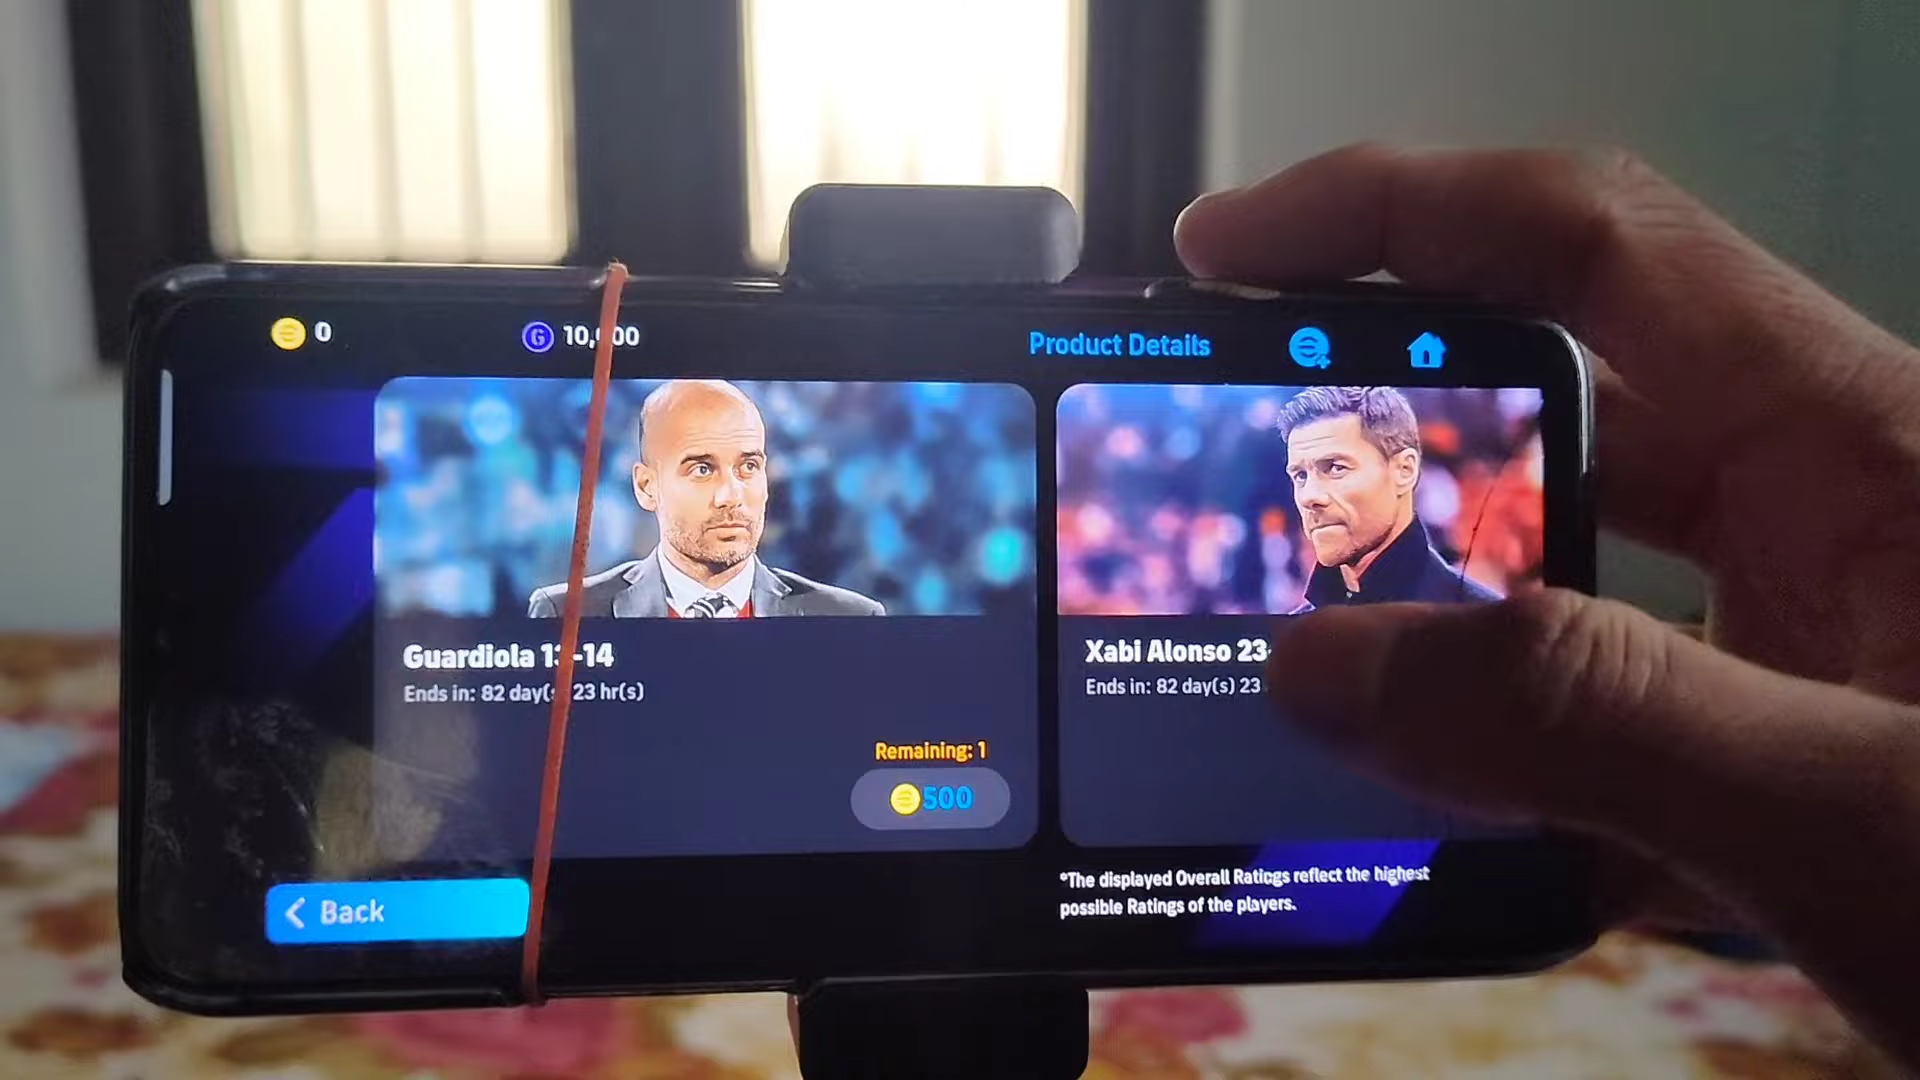 0
Product Details
Guardiola
-14
Ends in: 82
23 hr(s)
Remaining: 1
500
Xabi Alonso
Ends in: 82 day(s) 23
*The displayed Overall Ratings reflect the highest
possible Ratings of the players.
Back